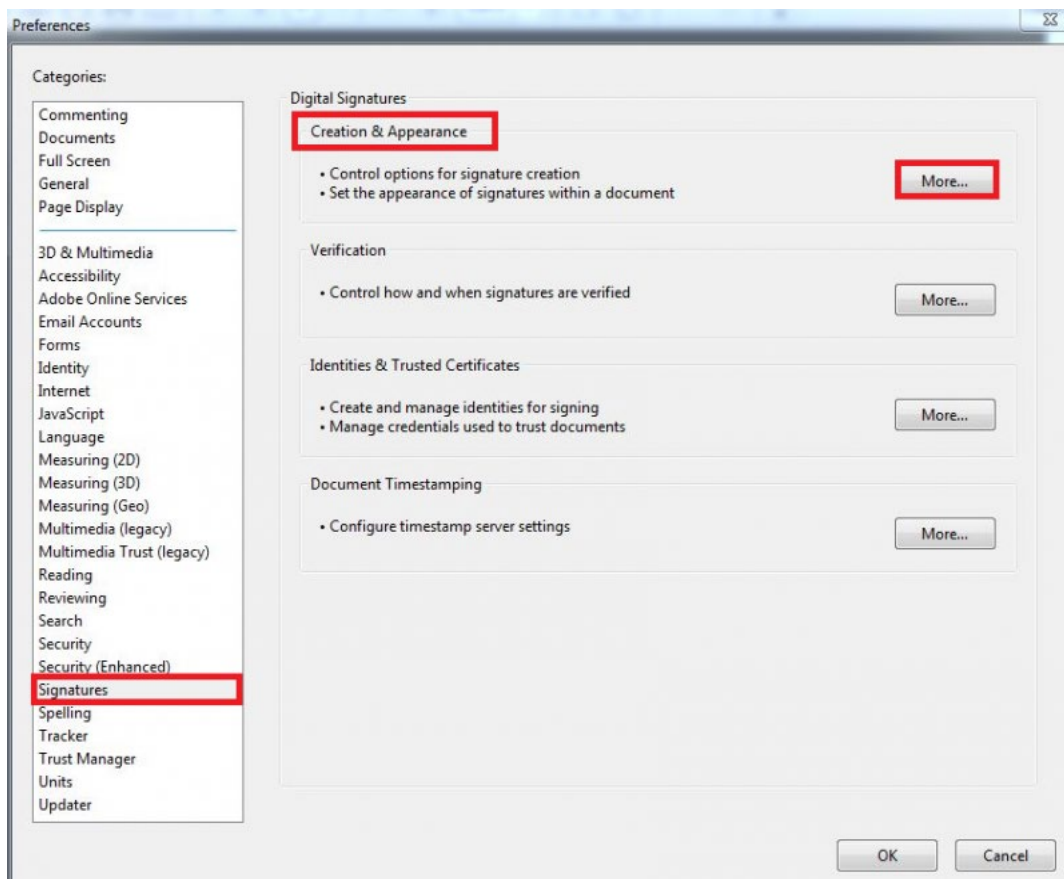 Preferences
Categories:
Commenting
Documents
Full Screen
General
Page Display
3D & Multimedia
Accessibility
Adobe Online Services
Email Accounts
Forms
Identity
Internet
JavaScript
Language
Measuring (2D)
Measuring (3D)
Measuring (Geo)
Multimedia (legacy)
Multimedia Trust (legacy)
Reading
Reviewing
Search
Security
Security (Enhanced)
Signatures
Spelling
Tracker
Trust Manager
Units
Updater
Digital Signatures
Creation & Appearance
• Control options for signature creation
• Set the appearance of signatures within a document
More...
Verification
• Control how and when signatures are verified
More...
Identities & Trusted Certificates
• Create and manage identities for signing
• Manage credentials used to trust documents
More...
Document Timestamping
• Configure timestamp server settings
More...
OK
Cancel